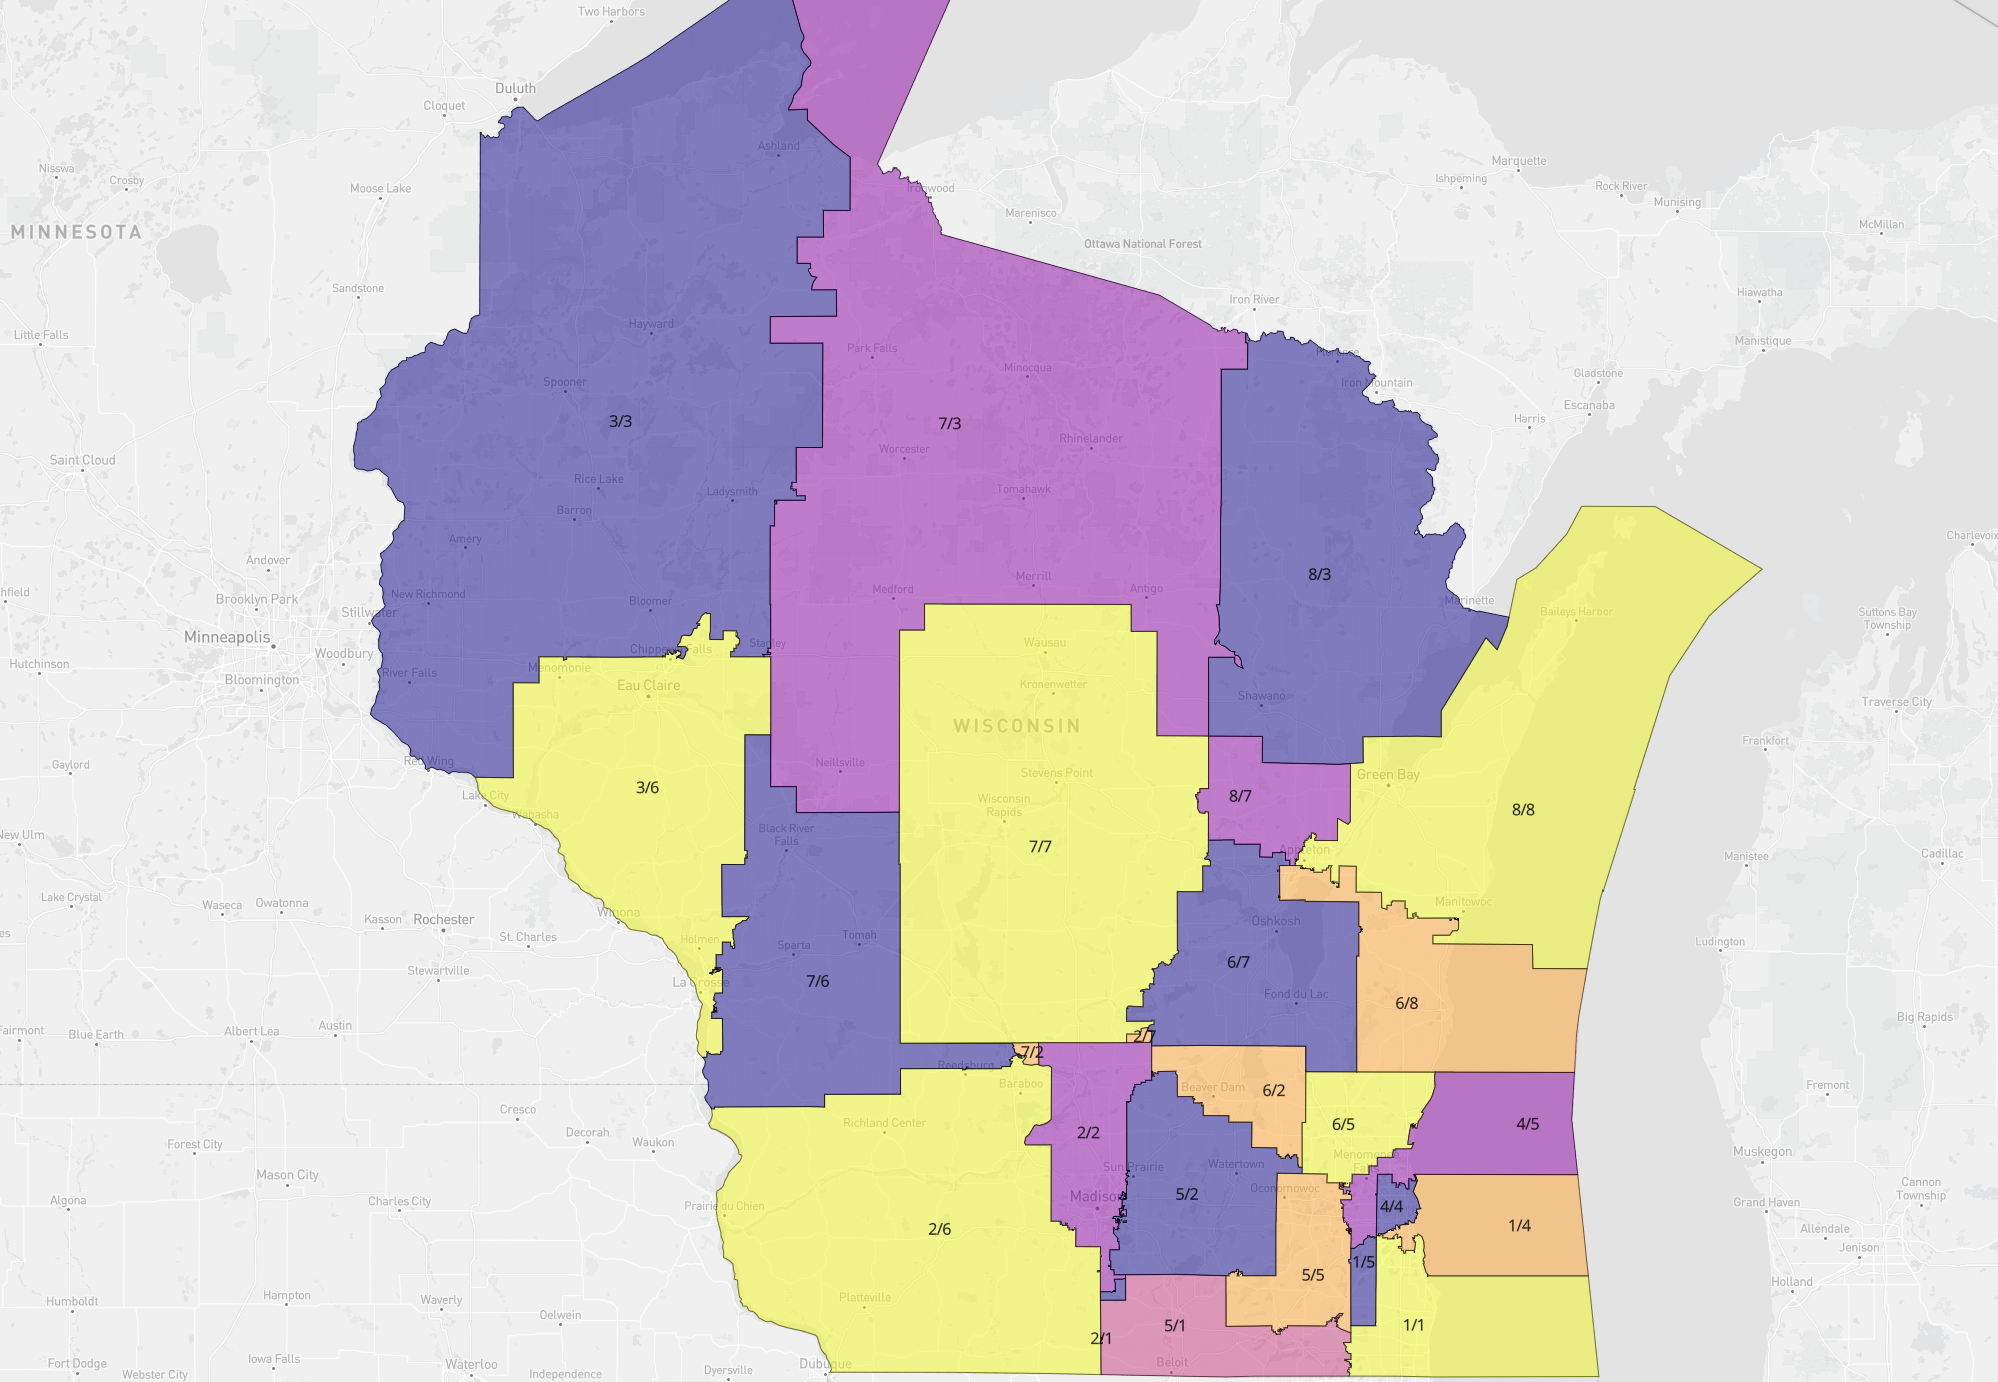 Two Harbors
Duluth
Cloquet
Ashland
Nisswa
Crosby
Moose Lake
Ironwood
Marquette
Ishpeming
Rock River
Munising
MINNESOTA
Marenisco
McMillan
Ottawa National Forest
Sandstone
Iron River
Hiawatha
Little Falls
Hayward
Park Falls
Manistique
Minocqua
Spooner
Iron Mountain
Gladstone
Escanaba
3/3
7/3
Harris
Saint Cloud
Worcester
Rhinelander
Rice Lake
Ladysmith
Tomahawk
Barron
Amery
Charlevoix
Andover
8/3
hfield
New Richmond
Medford
Merrill
Antigo
Brooklyn Park
Stillwater
Bloomer
Marinette
Baileys Harbor
Suttons Bay
Township
Minneapolis
Stanley
Wausau
Chippewa Falls
Woodbury
Hutchinson
Menomonie
Bloomington
River Falls
Eau Claire
Kronenwetter
Shawano
Traverse City
WISCONSIN
Frankfort
Gaylord
Red Wing
Neillsville
Stevens Point
Green Bay
Lake City
3/6
Wisconsin
Rapids
8/7
8/8
Wabasha
New Ulm
Black River
Falls
7/7
Appleton
Manistee
Cadillac
Lake Crystal
Waseca
Owatonna
Winona
Manitowoc
Kasson
Rochester
Oshkosh
es
St. Charles
Holmen
Sparta
Tomah
Ludington
Stewartville
La Crosse
7/6
6/7
Fond du Lac
6/8
Fairmont
Blue Earth
Albert Lea
Austin
Big Rapids
2/7
7/2
Reedsburg
Baraboo
Beaver Dam
6/2
Fremont
Cresco
Richland Center
2/2
6/5
4/5
Forest City
Decorah
Waukon
Muskegon
Mason City
Sun Prairie
Watertown
Menomonee
Falls
Algona
Charles City
Prairie du Chien
Madison
5/2
Oconomowoc
4/4
Grand Haven
Cannon
Township
2/6
1/4
Allendale
Jenison
1/5
5/5
Holland
Humboldt
Hampton
Waverly
Platteville
Oelwein
2/1
5/1
1/1
Fort Dodge
Iowa Falls
Waterloo
Dubuque
Beloit
Webster City
Independence
Dyersville